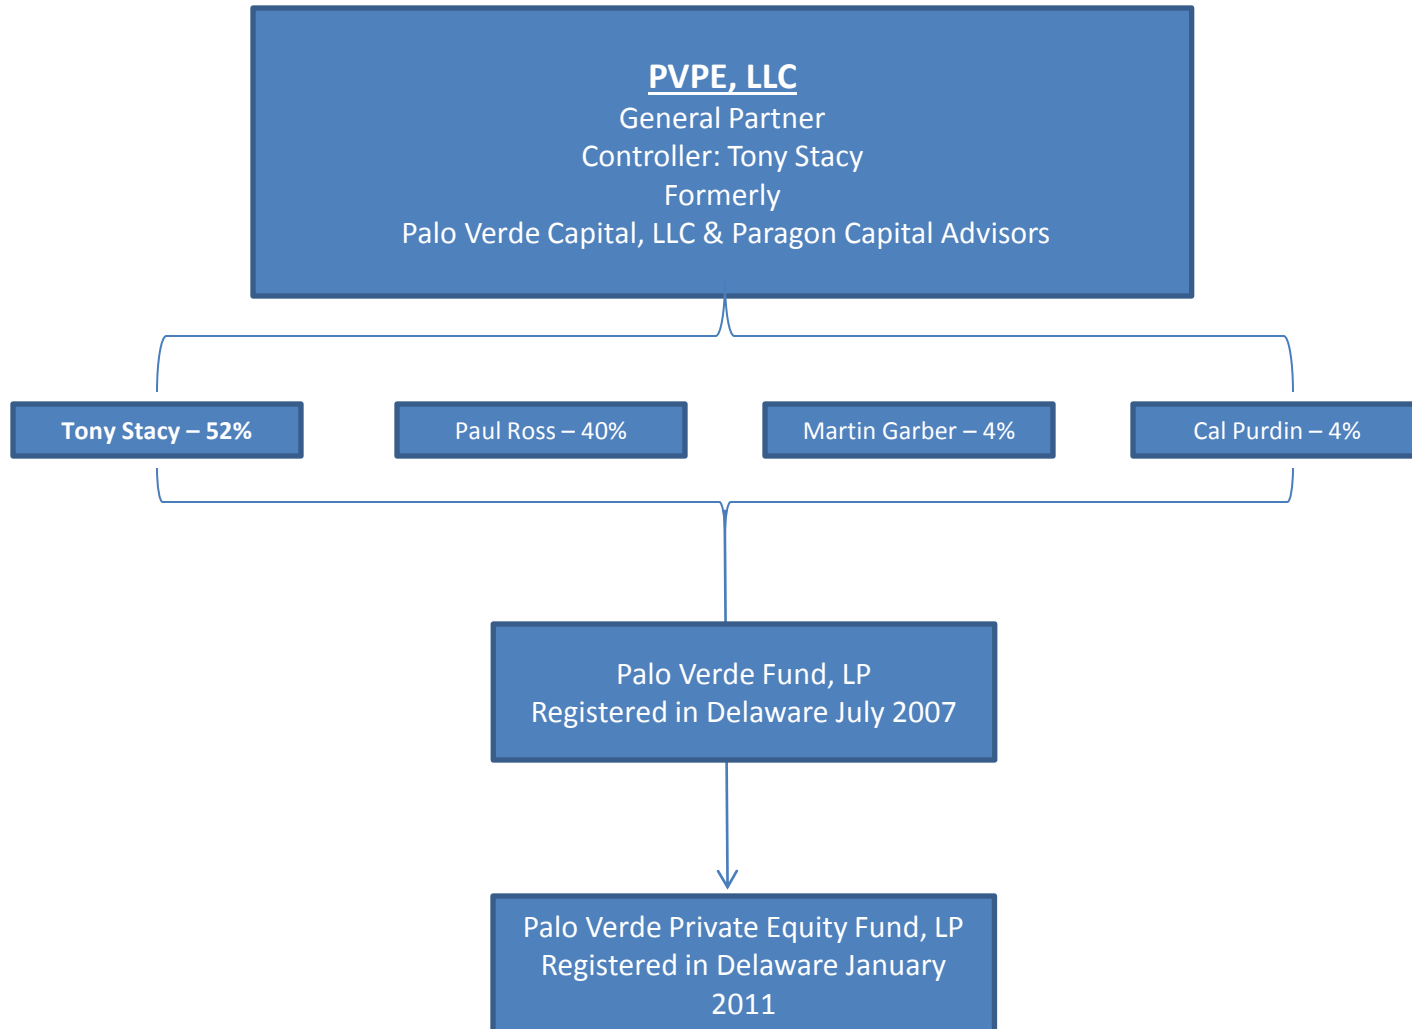 PVPE, LLC
General Partner
Controller: Tony Stacy
Formerly
Palo Verde Capital, LLC & Paragon Capital Advisors
Tony Stacy – 52%
Paul Ross – 40%
Martin Garber – 4%
Cal Purdin – 4%
Palo Verde Fund, LP
Registered in Delaware July 2007
Palo Verde Private Equity Fund, LP
Registered in Delaware January
2011